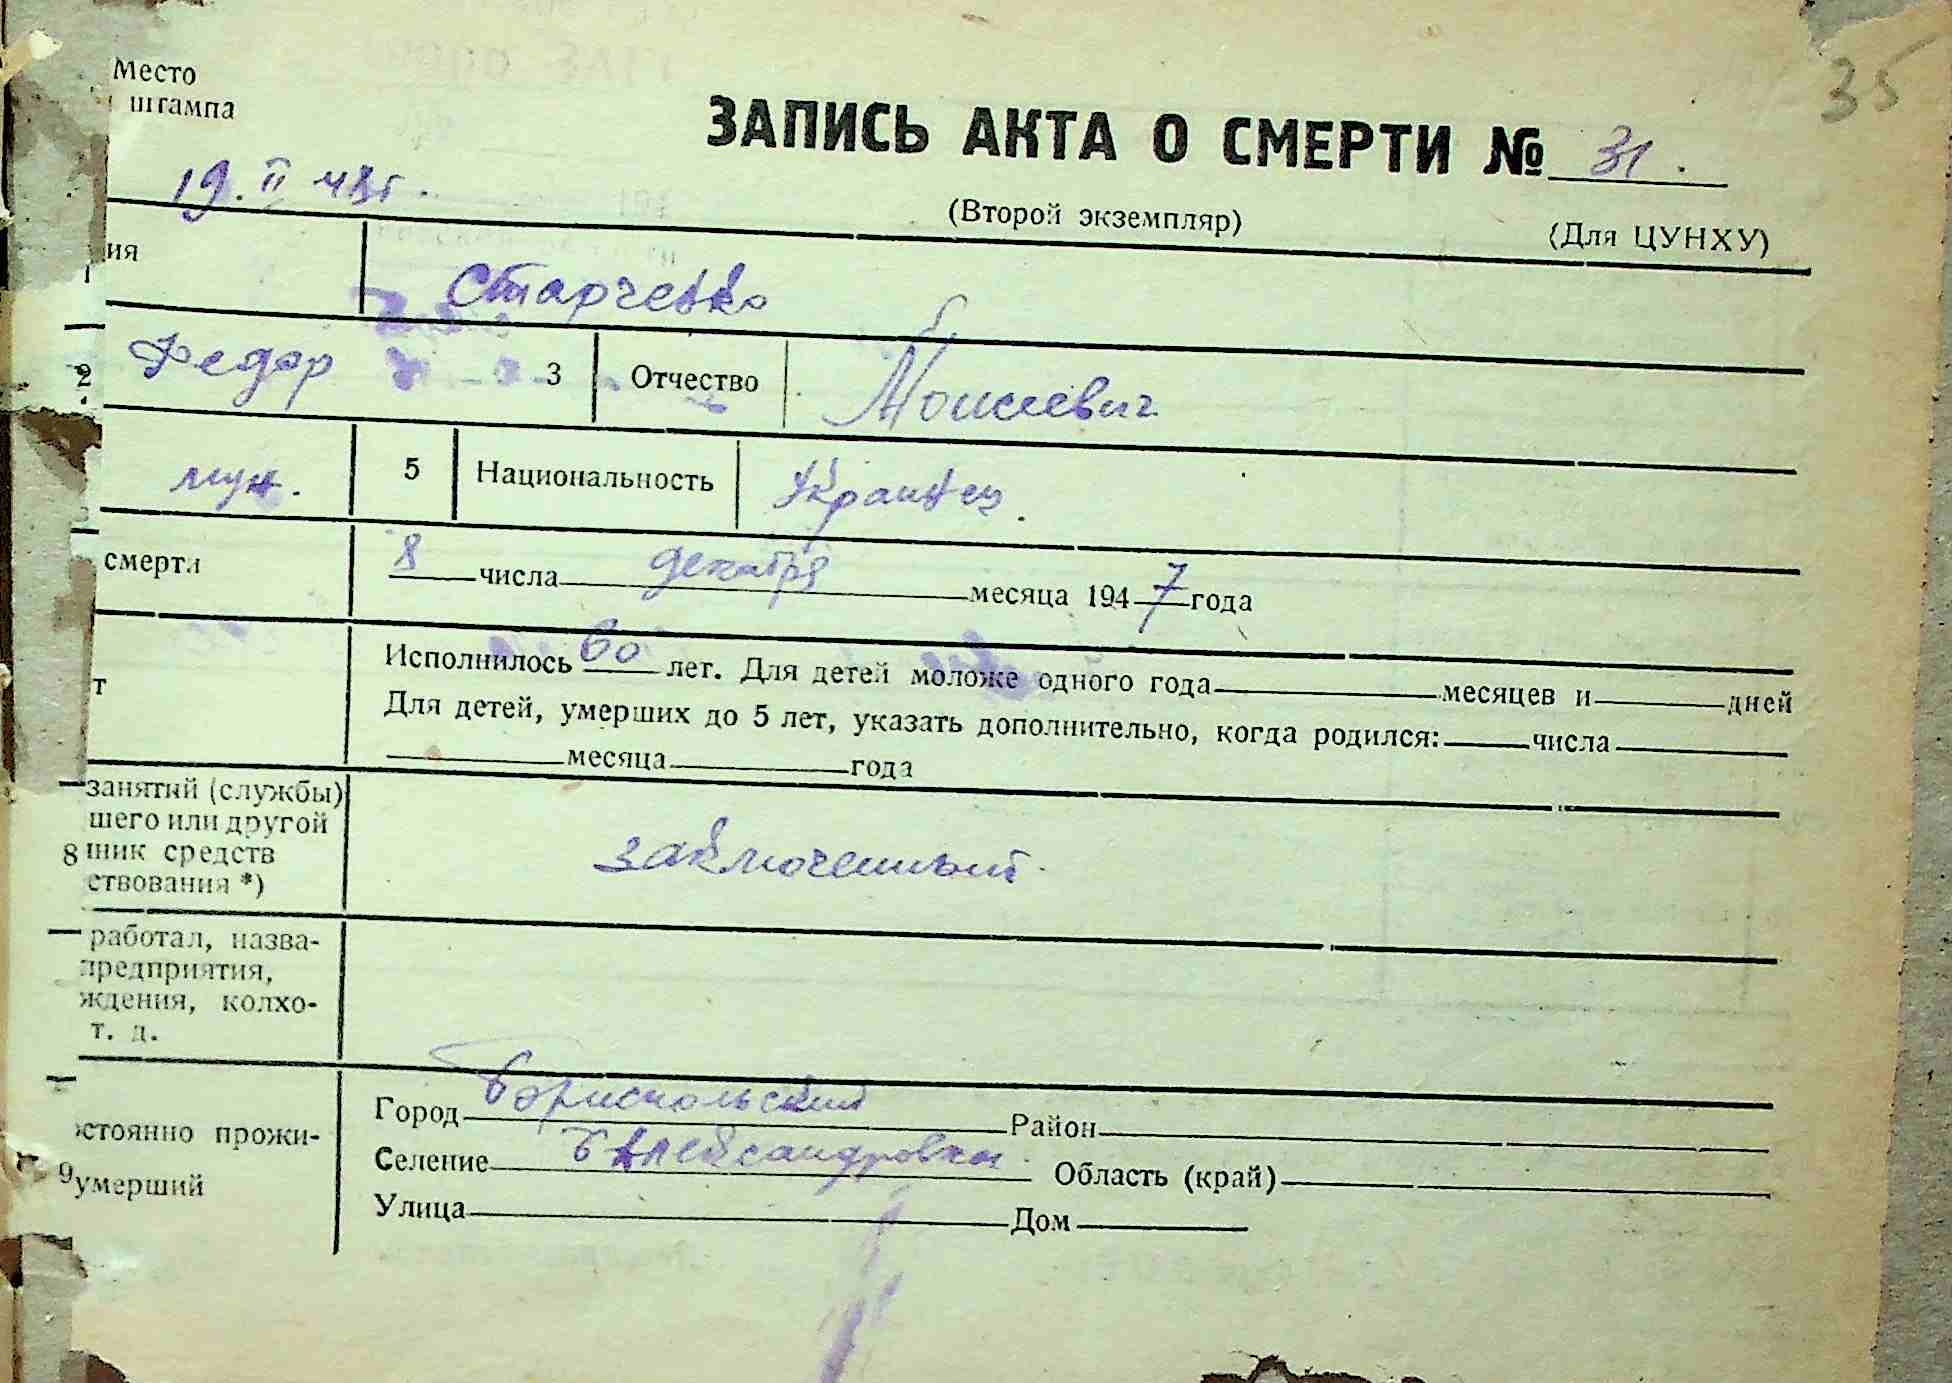 35
Место
штампа
ЗАПИСЬ АКТА О СМЕРТИ № 31.
19. II 48г.
(Второй экземпляр) (Для ЦУНХУ)
1 ия Старченко
2 Федор 3 Отчество Моисеевич
муж. 5 Национальность Украинец.
смерти 8 числа декабря месяца 1947 года
Исполнилось 60 лет. Для детей моложе одного года месяцев и дней
т Для детей, умерших до 5 лет, указать дополнительно, когда родился: числа
месяца года
занятий (службы)
шего или другой
8 ник средств заключенный
ствования *)
работал, назва-
предприятия,
ждения, колхо-
т. д.
Город Бориспольский Район
стоянно прожи- Селение Б Александровка Область (край)
9 умерший Улица Дом